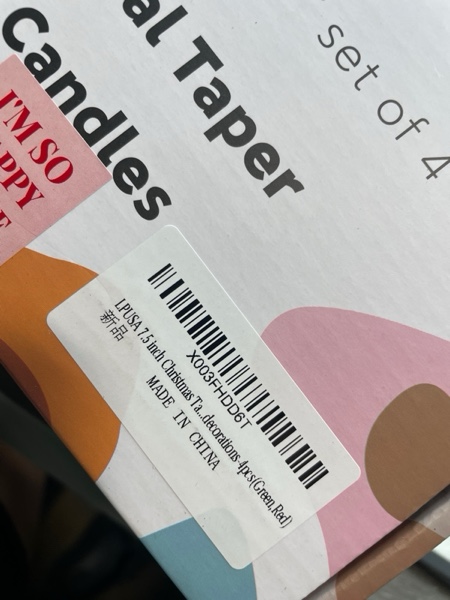 al Taper
Candles
set of 4
I'M SO
APPY
E
X003FHDD6T
LPUSA 7.5 inch Christmas Ta...decorations 4pcs(Green,Red)
新品
MADE IN CHINA